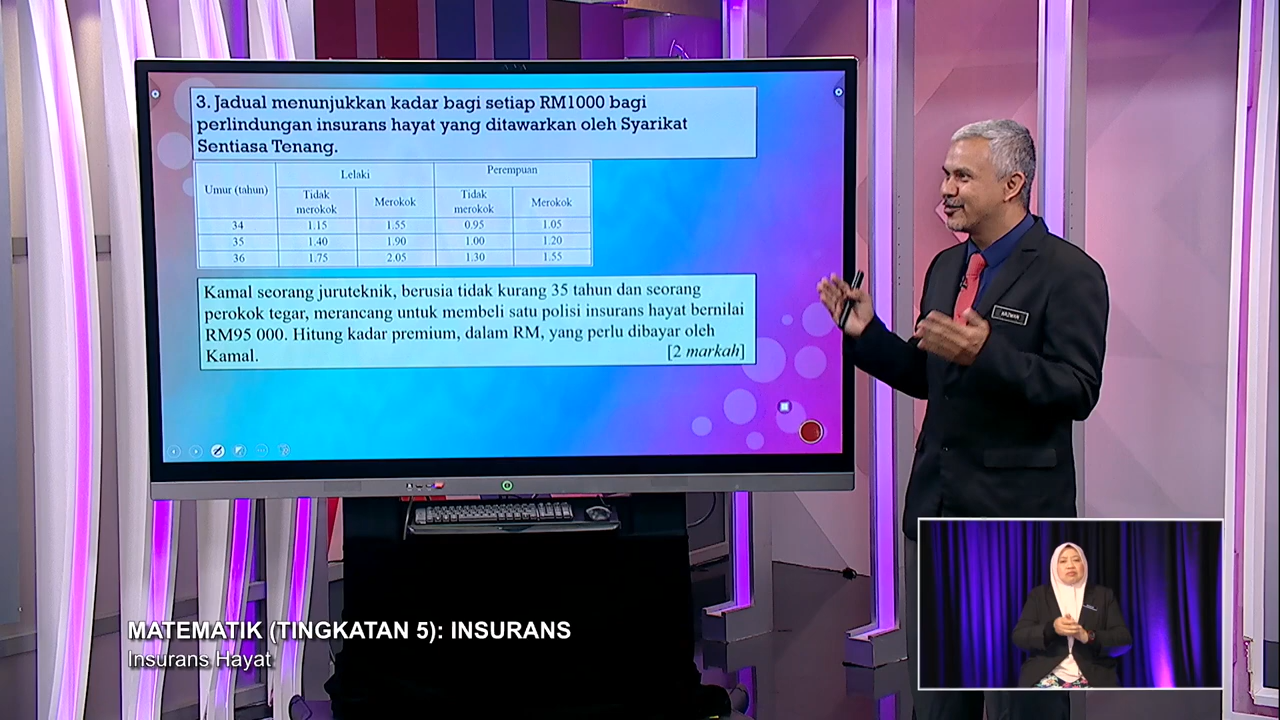 3. Jadual menunjukkan kadar bagi setiap RM1000 bagi
perlindungan insurans hayat yang ditawarkan oleh Syarikat
Sentiasa Tenang.
Umur (tahun) Lelaki Perempuan
Tidak merokok Merokok Tidak merokok Merokok
34 1.15 1.55 0.95 1.05
35 1.40 1.90 1.00 1.20
36 1.75 2.05 1.30 1.55
Kamal seorang juruteknik, berusia tidak kurang 35 tahun dan seorang
perokok tegar, merancang untuk membeli satu polisi insurans hayat bernilai
RM95 000. Hitung kadar premium, dalam RM, yang perlu dibayar oleh
Kamal. [2 markah]
MATEMATIK (TINGKATAN 5): INSURANS
Insurans Hayat